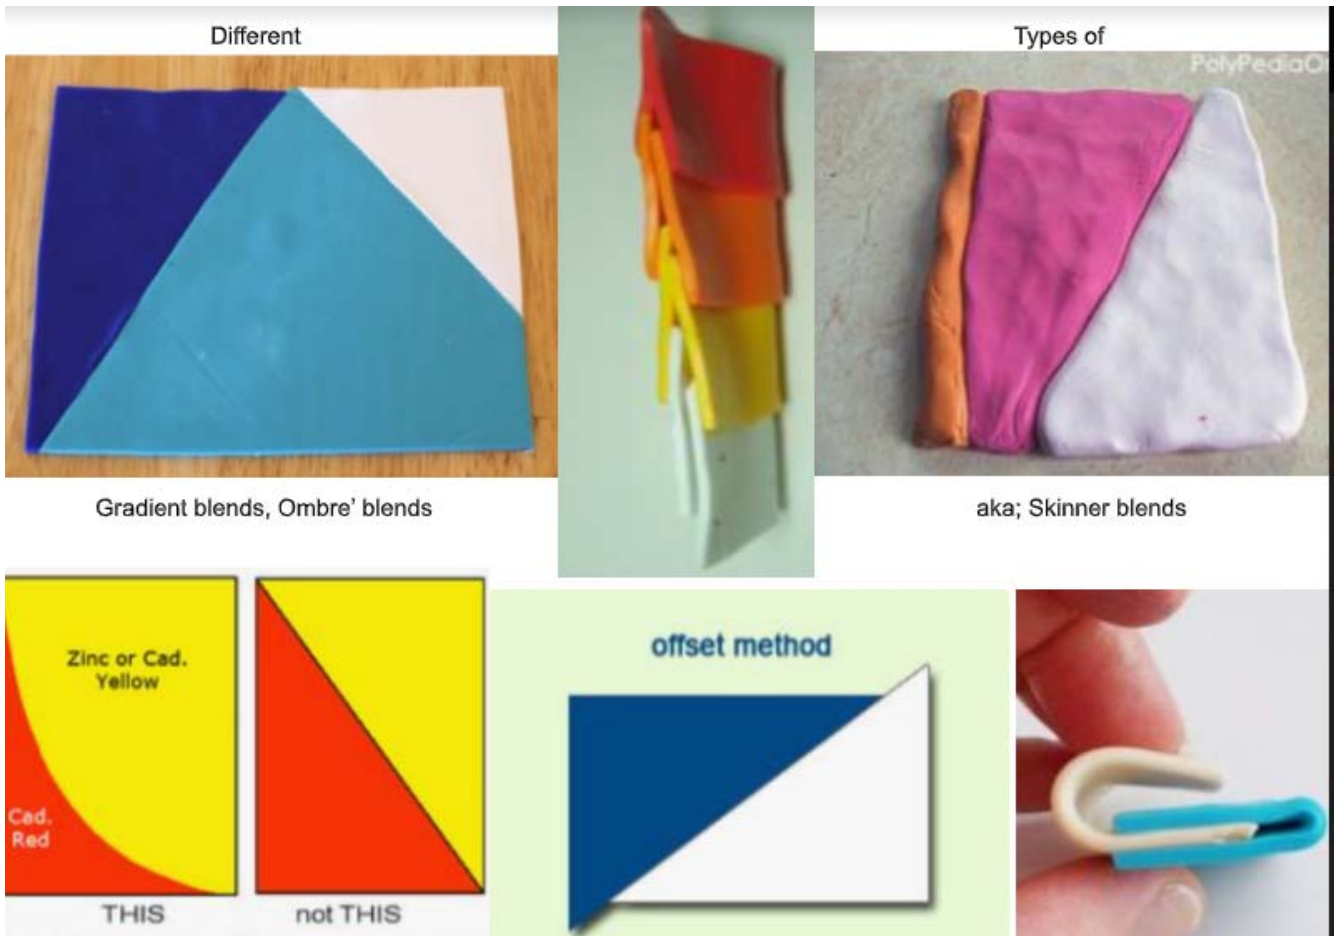 Different
Types of
PolyPediaOn
Gradient blends, Ombre' blends
aka; Skinner blends
Zinc or Cad.
Yellow
Cad.
Red
THIS
not THIS
offset method